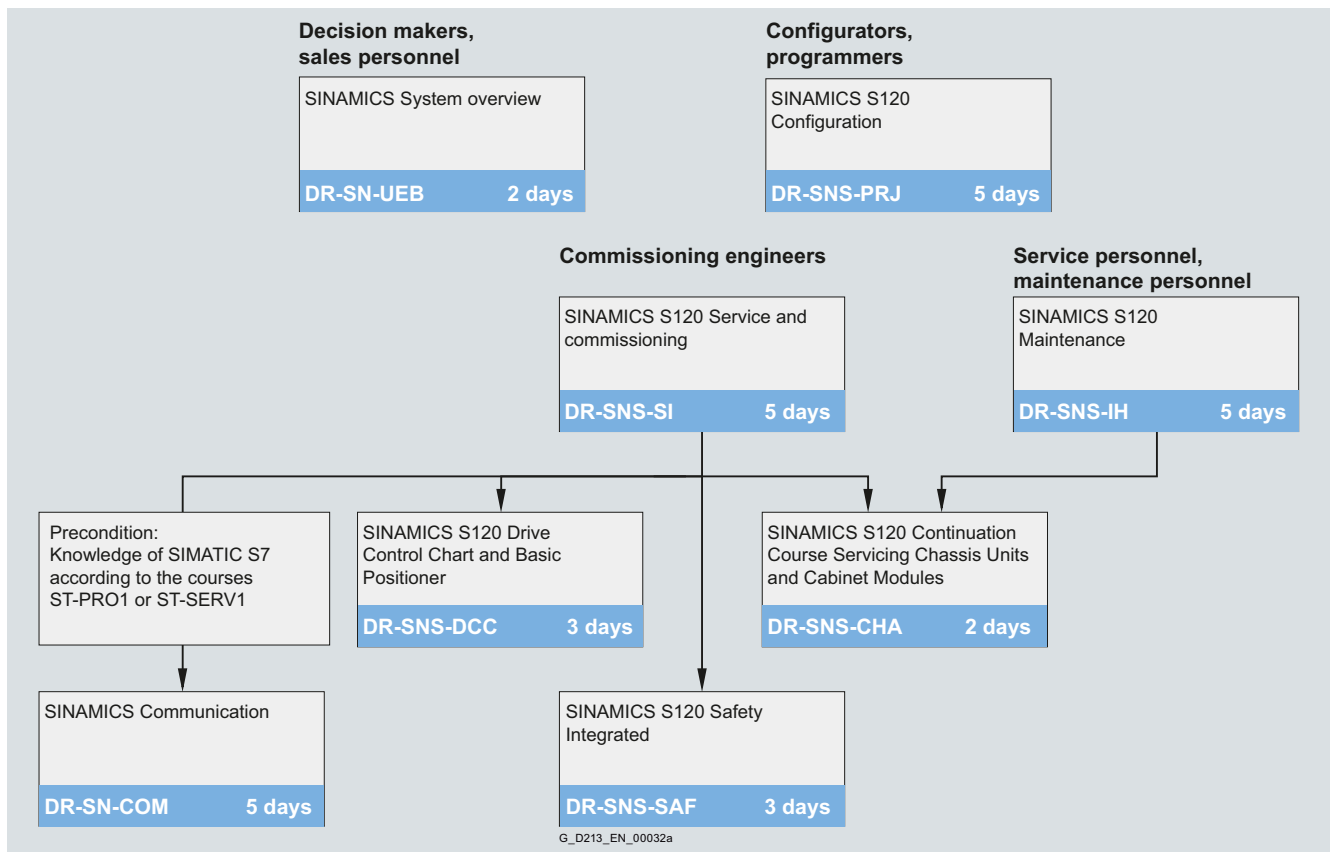 Decision makers,
sales personnel
SINAMICS System overview
DR-SN-UEB 2 days
Configurators,
programmers
SINAMICS S120
Configuration
DR-SNS-PRJ 5 days
Commissioning engineers
SINAMICS S120 Service and
commissioning
DR-SNS-SI 5 days
Service personnel,
maintenance personnel
SINAMICS S120
Maintenance
DR-SNS-IH 5 days
Precondition:
Knowledge of SIMATIC S7
according to the courses
ST-PRO1 or ST-SERV1
SINAMICS S120 Drive
Control Chart and Basic
Positioner
DR-SNS-DCC 3 days
SINAMICS S120 Continuation
Course Servicing Chassis Units
and Cabinet Modules
DR-SNS-CHA 2 days
SINAMICS Communication
DR-SN-COM 5 days
SINAMICS S120 Safety
Integrated
DR-SNS-SAF 3 days
G_D213_EN_00032a